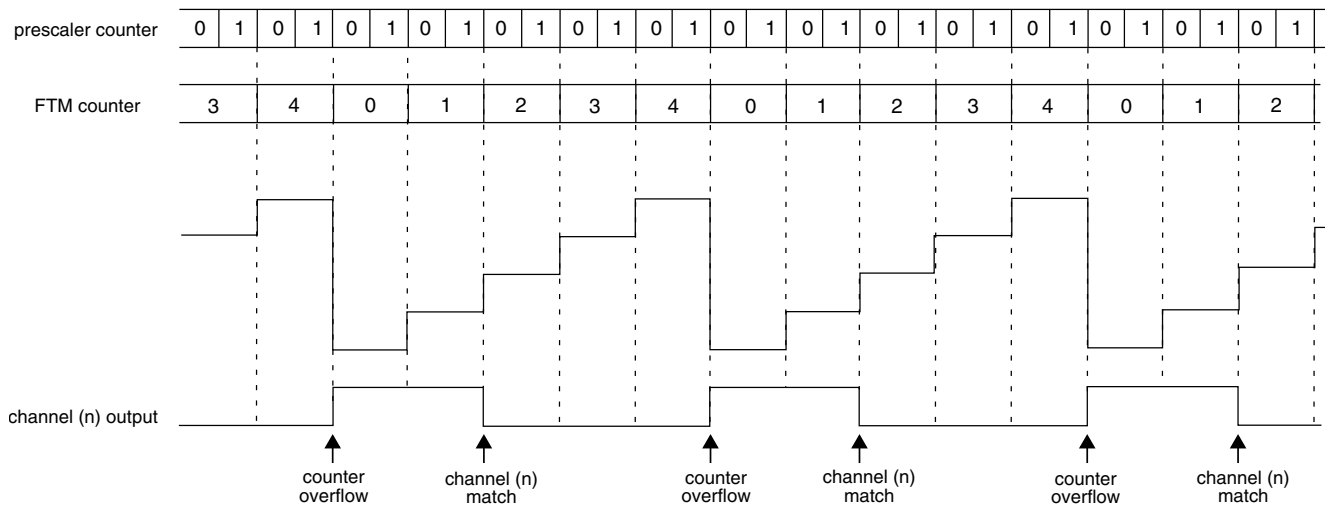 prescaler counter 0 1 0 1 0 1 0 1 0 1 0 1 0 1 0 1 0 1 0 1 0 1 0 1 0 1 0 1 0 1
FTM counter 3 4 0 1 2 3 4 0 1 2 3 4 0 1 2
channel (n) output
counter overflow
channel (n) match
counter overflow
channel (n) match
counter overflow
channel (n) match